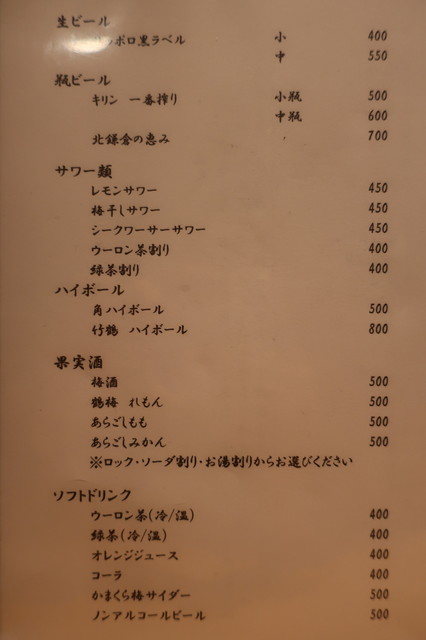 生ビール
サッポロ黒ラベル 小 400
中 550
瓶ビール
キリン 一番搾り 小瓶 500
中瓶 600
北鎌倉の恵み 700
サワー類
レモンサワー 450
梅干しサワー 450
シークワーサーサワー 450
ウーロン茶割り 400
緑茶割り 400
ハイボール
角ハイボール 500
竹鶴 ハイボール 800
果実酒
梅酒 500
鶴梅 れもん 500
あらごしもも 500
あらごしみかん 500
※ロック・ソーダ割り・お湯割りからお選びください
ソフトドリンク
ウーロン茶(冷/温) 400
緑茶(冷/温) 400
オレンジジュース 400
コーラ 400
かまくら梅サイダー 500
ノンアルコールビール 500